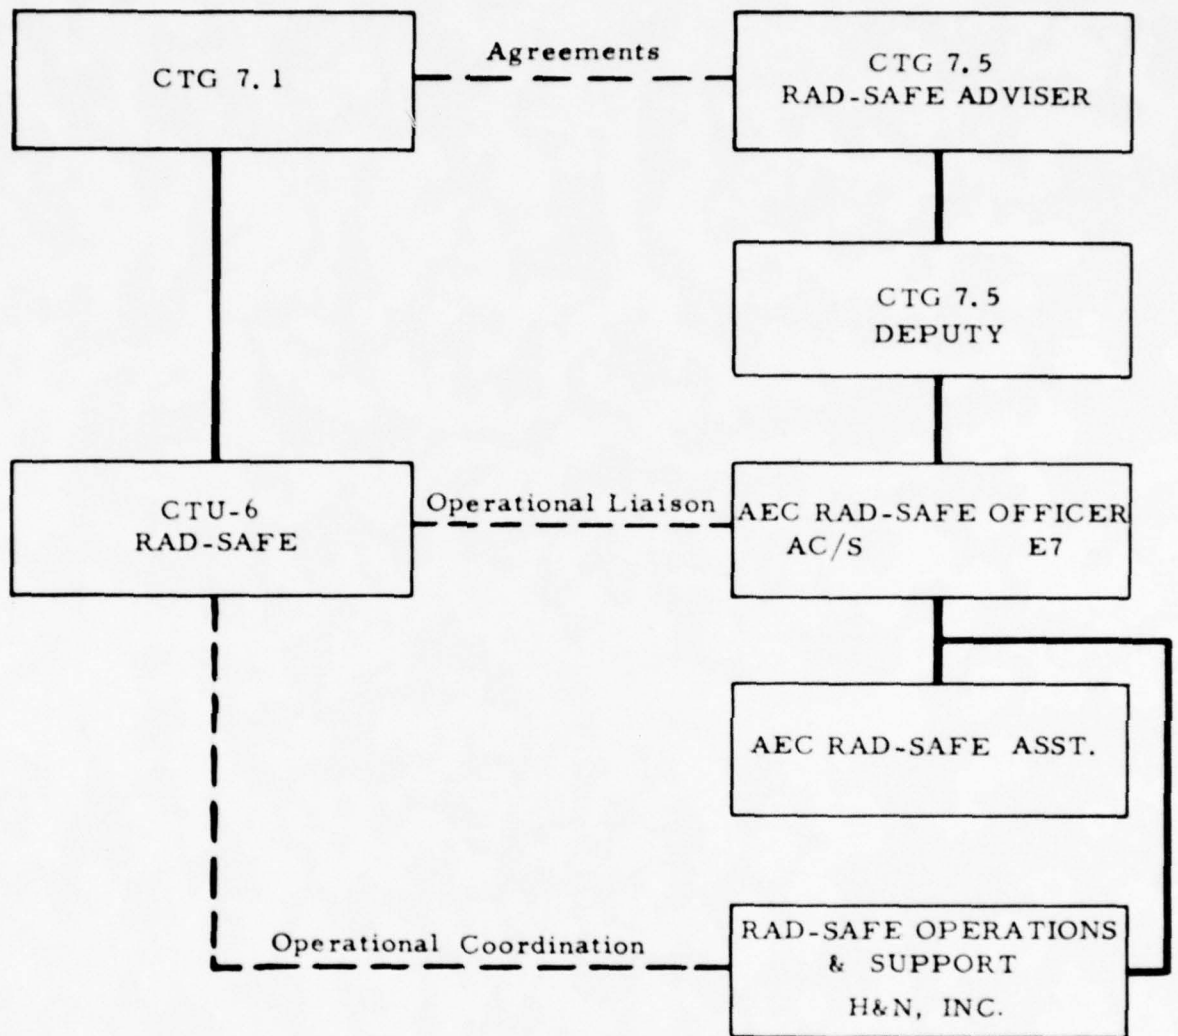 CTG 7.1
Agreements
CTG 7.5
RAD-SAFE ADVISER
CTG 7.5
DEPUTY
CTU-6
RAD-SAFE
Operational Liaison
AEC RAD-SAFE OFFICER
AC/S E7
AEC RAD-SAFE ASST.
Operational Coordination
RAD-SAFE OPERATIONS
& SUPPORT
H&N, INC.